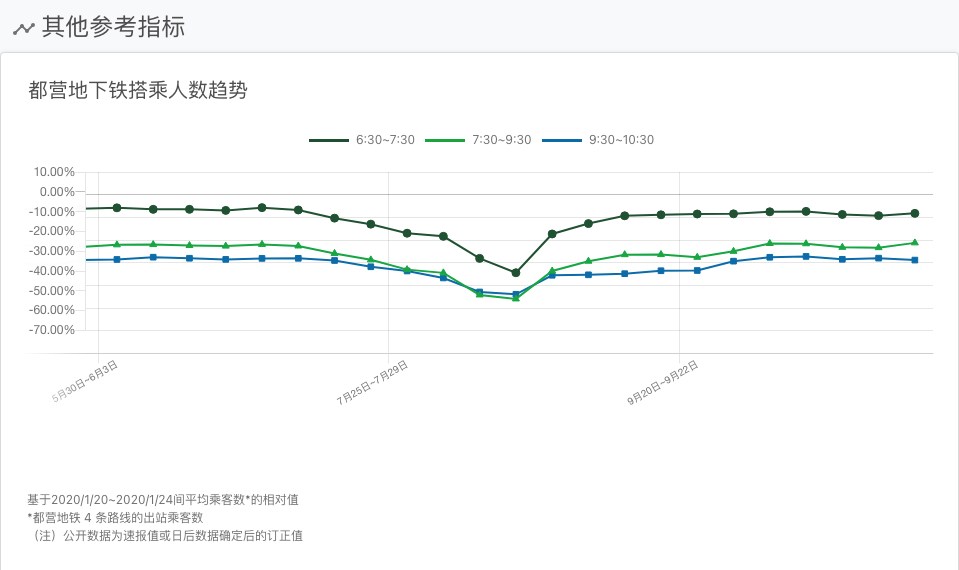 其他参考指标
都营地下铁搭乘人数趋势
6:30~7:30 7:30~9:30 9:30~10:30
10.00%
0.00%
-10.00%
-20.00%
-30.00%
-40.00%
-50.00%
-60.00%
-70.00%
5月30日~6月3日 7月25日~7月29日 9月20日~9月22日
基于2020/1/20~2020/1/24间平均乘客数*的相对值
*都营地铁 4 条路线的出站乘客数
（注）公开数据为速报值或日后数据确定后的订正值